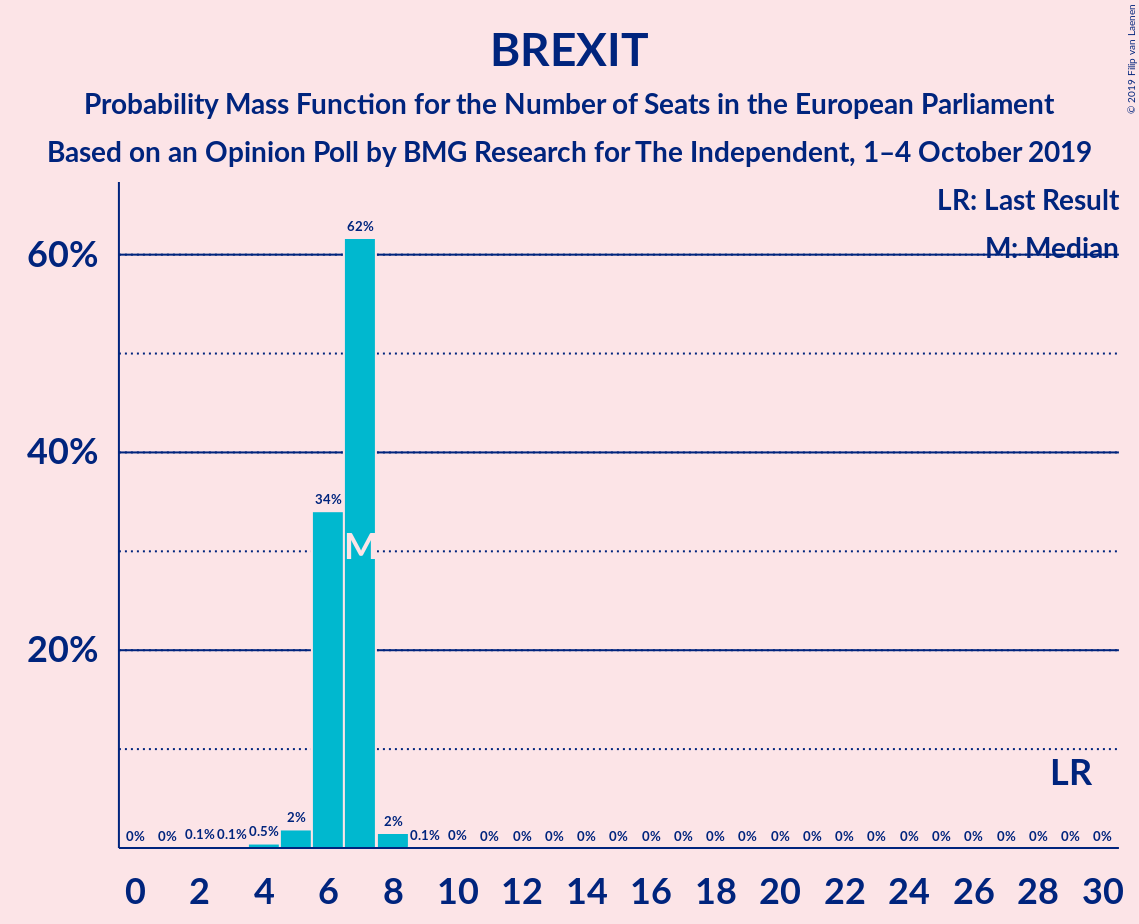 BREXIT
Probability Mass Function for the Number of Seats in the European Parliament
Based on an Opinion Poll by BMG Research for The Independent, 1–4 October 2019
© 2019 Filip van Laenen
LR: Last Result
M: Median
60%
40%
20%
0% 0% 0.1% 0.1% 0.5% 2% 34% 62% 2% 0.1% 0% 0% 0% 0% 0% 0% 0% 0% 0% 0% 0% 0% 0% 0% 0% 0% 0% 0% 0% 0% 0%
M
LR
0 2 4 6 8 10 12 14 16 18 20 22 24 26 28 30